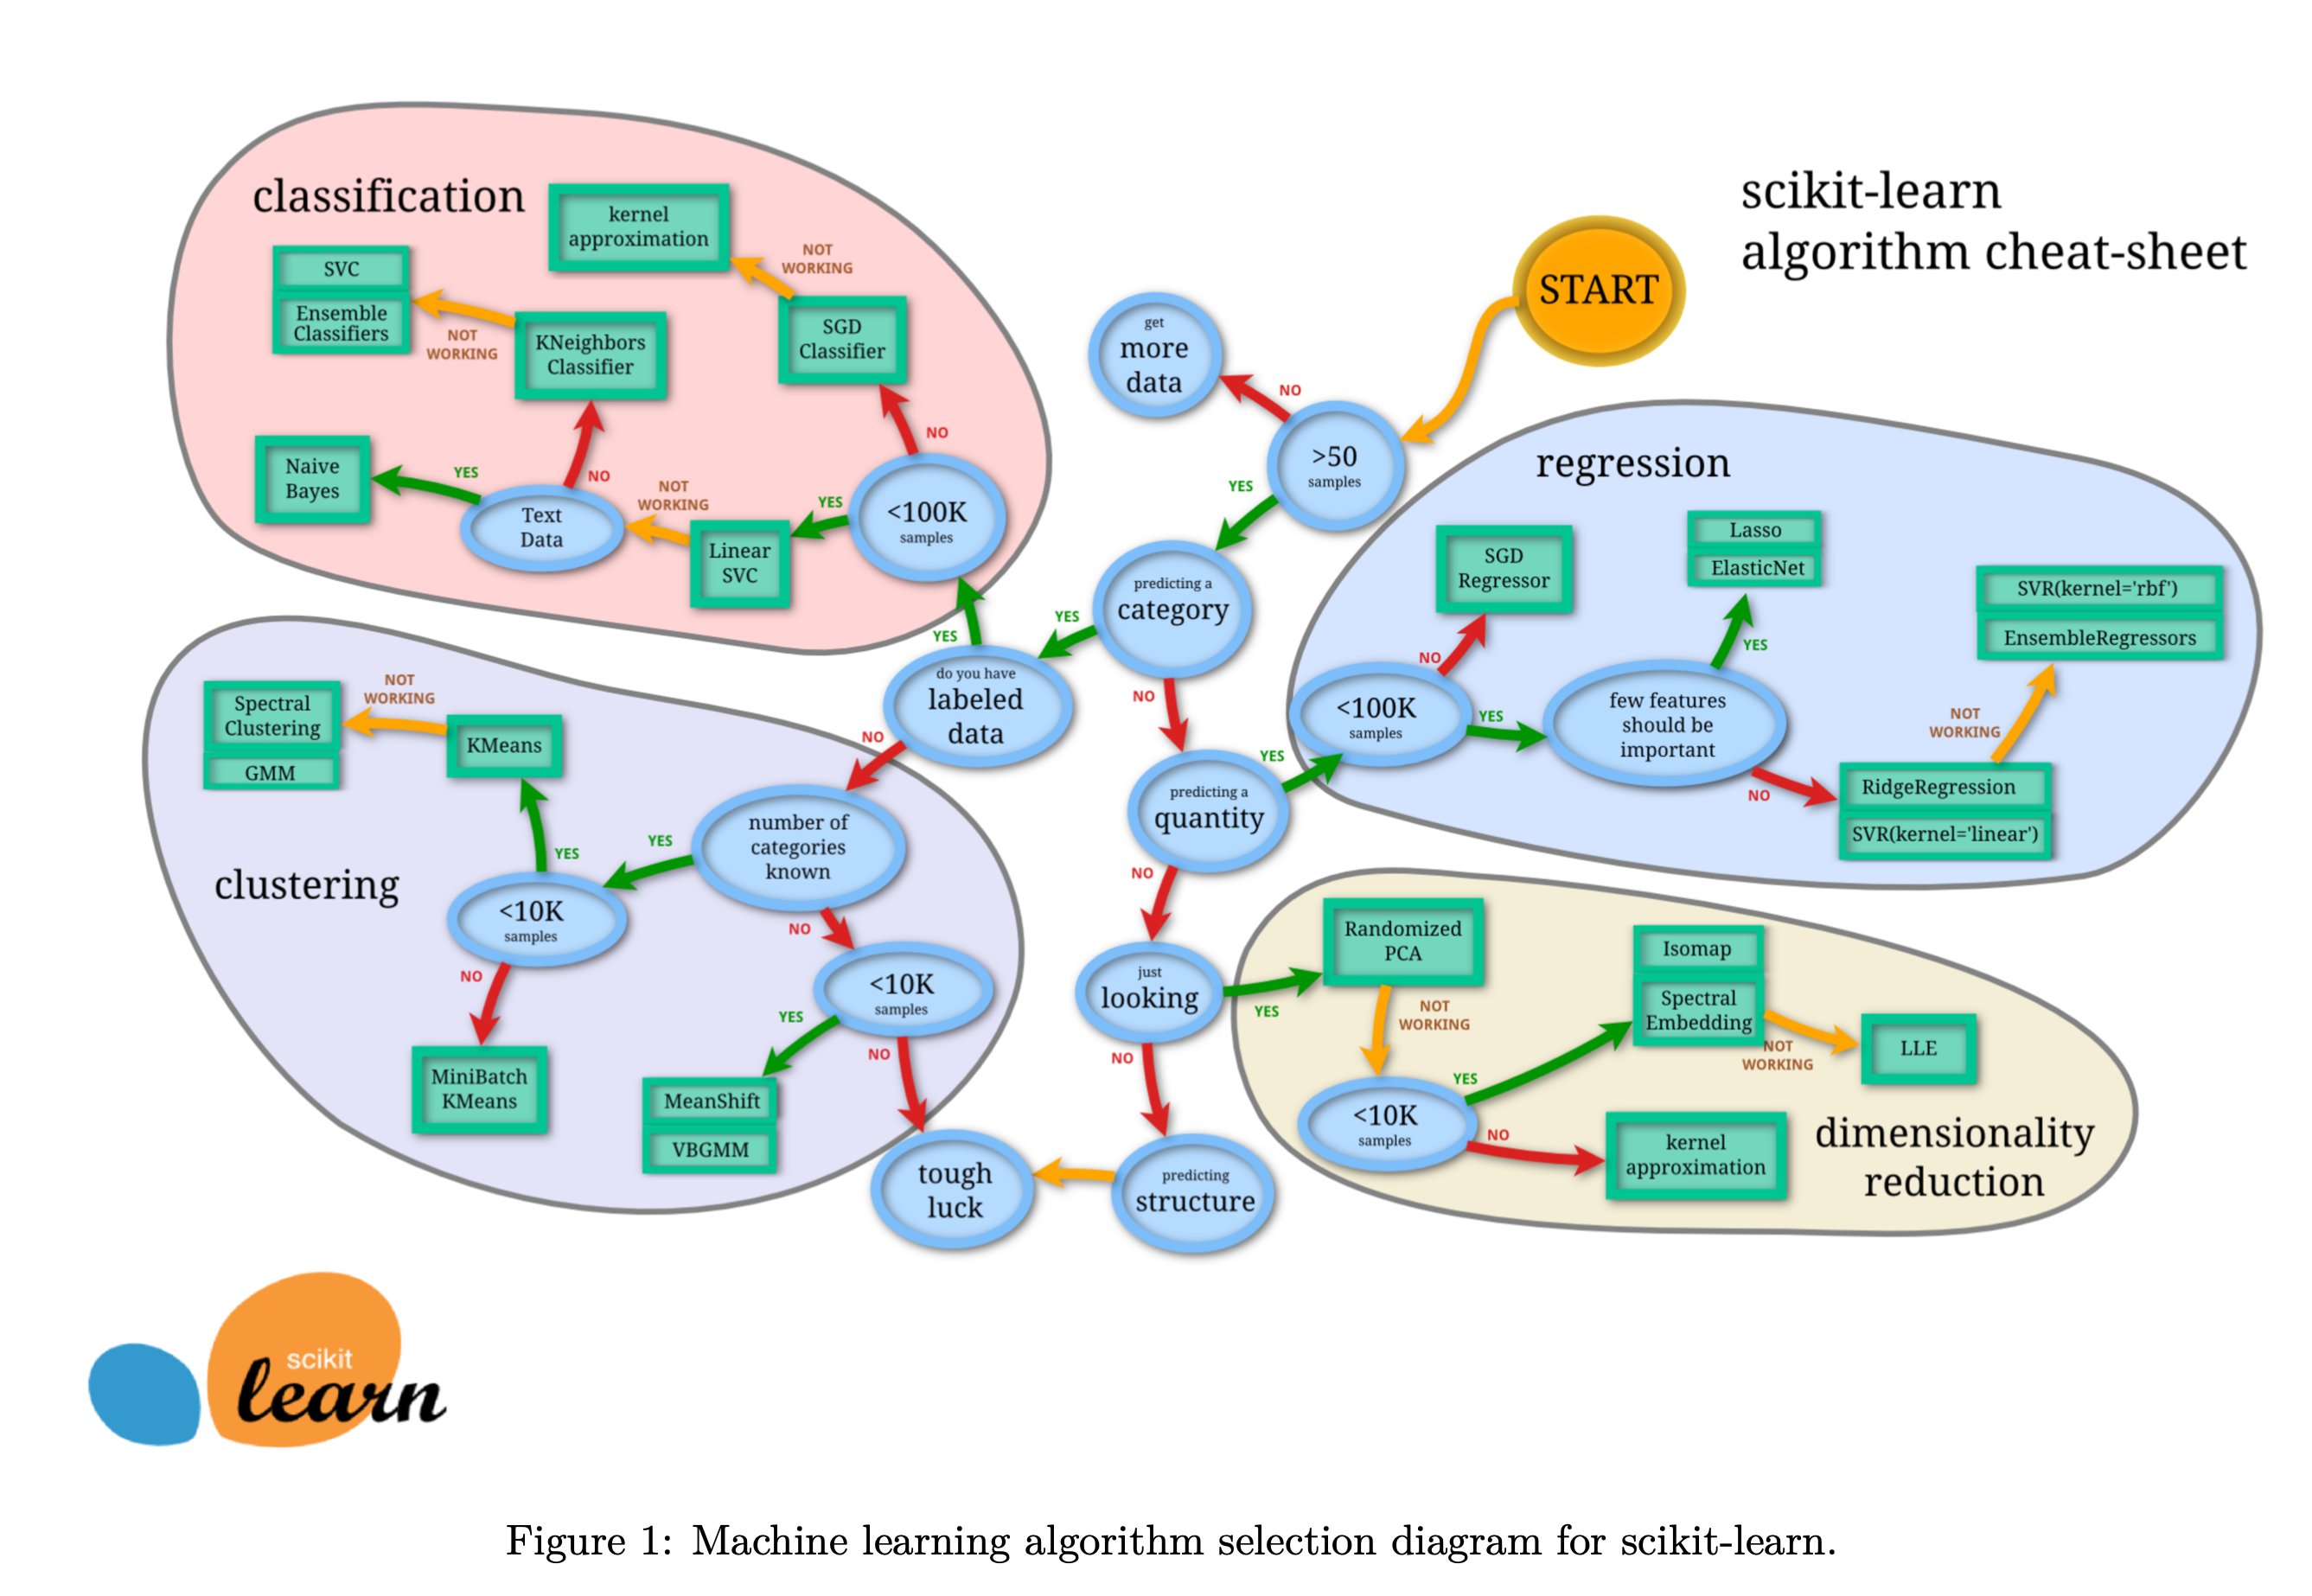 scikit-learn
algorithm cheat-sheet
START
>50
samples
NO
get
more
data
YES
predicting a
category
YES
do you have
labeled
data
NO
predicting a
quantity
YES
NO
just
looking
YES
NO
predicting
structure
tough
luck
classification
YES
<100K
samples
NO
SGD
Classifier
NOT
WORKING
kernel
approximation
YES
Linear
SVC
NOT
WORKING
Text
Data
YES
Naive
Bayes
NO
KNeighbors
Classifier
NOT
WORKING
SVC
Ensemble
Classifiers
clustering
NO
number of
categories
known
YES
<10K
samples
YES
KMeans
NOT
WORKING
Spectral
Clustering
GMM
NO
MiniBatch
KMeans
NO
<10K
samples
YES
MeanShift
VBGMM
NO
regression
<100K
samples
NO
SGD
Regressor
YES
few features
should be
important
YES
Lasso
ElasticNet
NO
RidgeRegression
SVR(kernel='linear')
NOT
WORKING
SVR(kernel='rbf')
EnsembleRegressors
dimensionality
reduction
Randomized
PCA
NOT
WORKING
<10K
samples
YES
Isomap
Spectral
Embedding
NOT
WORKING
LLE
NO
kernel
approximation
scikit
learn
Figure 1: Machine learning algorithm selection diagram for scikit-learn.